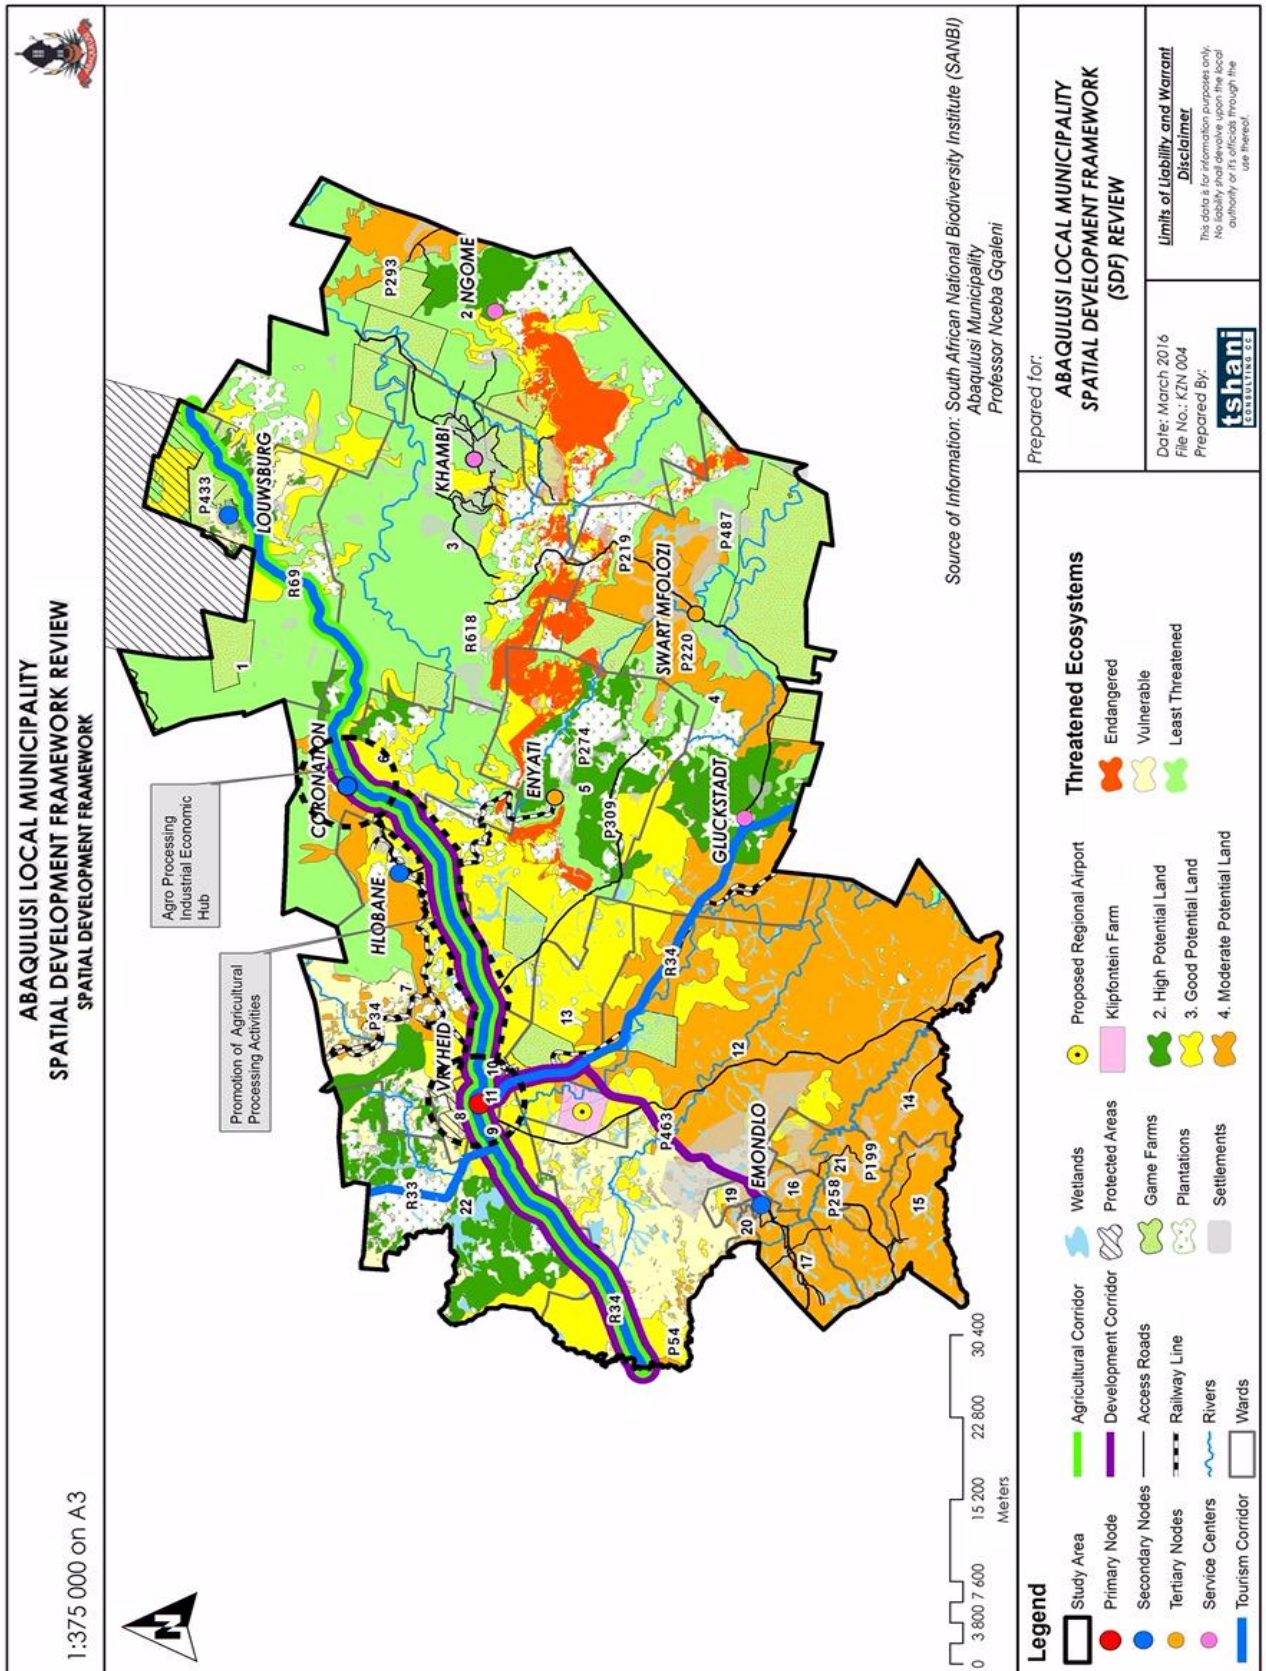 ABAQULUSI LOCAL MUNICIPALITY
SPATIAL DEVELOPMENT FRAMEWORK REVIEW
SPATIAL DEVELOPMENT FRAMEWORK
1:375 000 on A3
N
Agro Processing
Industrial Economic
Hub
Promotion of Agricultural
Processing Activities
P433
LOUWSBURG
R69
1
CORONATION
6
HLOBANE
P34
7
VRYHEID
8
9
10
11
R33
22
R34
P54
P293
2
NGOME
KHAMBI
3
R618
P219
SWART MFOLOZI
P220
P487
4
ENYATI
P274
5
P309
GLUCKSTADT
R34
13
12
P463
EMONDLO
19
20
16
21
P258
P199
17
14
15
0 3 800 7 600 15 200 22 800 30 400
Meters
Source of Information: South African National Biodiversity Institute (SANBI)
Abaqulusi Municipality
Professor Nceba Gqaleni
Legend
Study Area
Primary Node
Secondary Nodes
Tertiary Nodes
Service Centers
Tourism Corridor
Agricultural Corridor
Development Corridor
Access Roads
Railway Line
Rivers
Wards
Wetlands
Protected Areas
Game Farms
Plantations
Settlements
Proposed Regional Airport
Klipfontein Farm
2. High Potential Land
3. Good Potential Land
4. Moderate Potential Land
Threatened Ecosystems
Endangered
Vulnerable
Least Threatened
Prepared for:
ABAQULUSI LOCAL MUNICIPALITY
SPATIAL DEVELOPMENT FRAMEWORK
(SDF) REVIEW
Date: March 2016
File No.: KZN 004
Prepared By:
tshani
CONSULTING CC
Limits of Liability and Warrant
Disclaimer
This data is for information purposes only.
No liability shall devolve upon the local
authority or it's officials through the
use thereof.